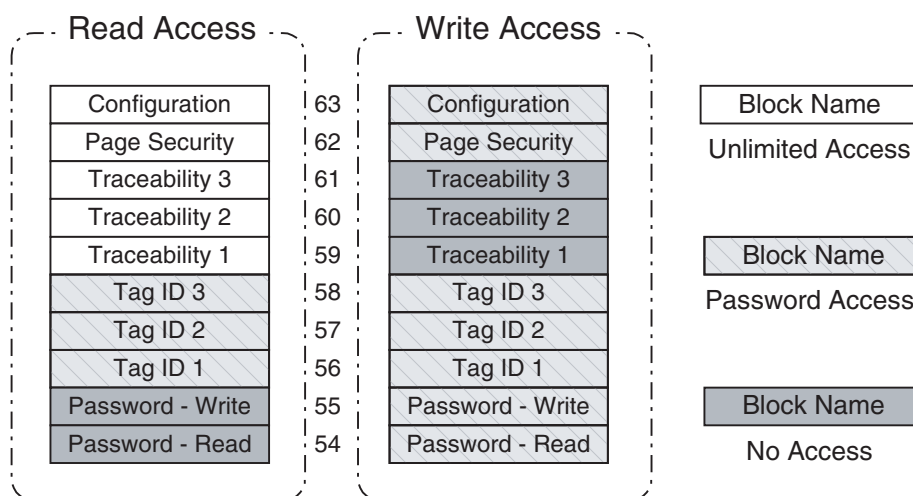 Read Access
Write Access
Configuration 63 Configuration
Page Security 62 Page Security
Traceability 3 61 Traceability 3
Traceability 2 60 Traceability 2
Traceability 1 59 Traceability 1
Tag ID 3 58 Tag ID 3
Tag ID 2 57 Tag ID 2
Tag ID 1 56 Tag ID 1
Password - Write 55 Password - Write
Password - Read 54 Password - Read
Block Name
Unlimited Access
Block Name
Password Access
Block Name
No Access